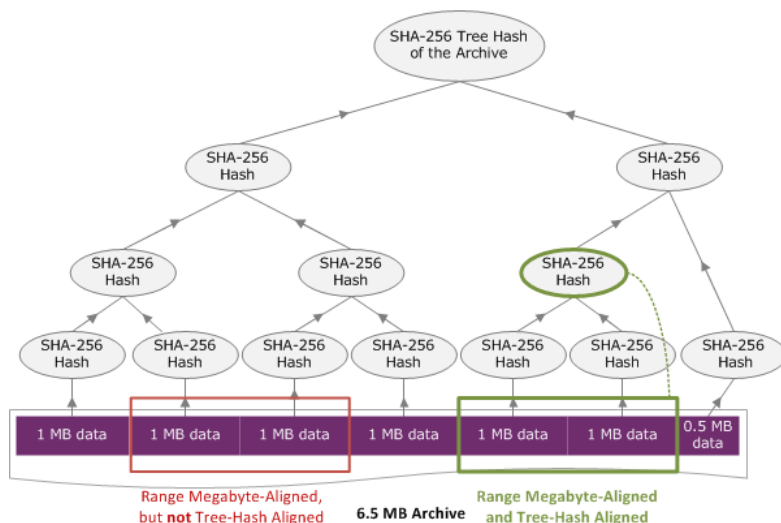 SHA-256 Tree Hash
of the Archive
SHA-256
Hash
SHA-256
Hash
SHA-256
Hash
SHA-256
Hash
SHA-256
Hash
SHA-256
Hash
SHA-256
Hash
SHA-256
Hash
SHA-256
Hash
SHA-256
Hash
SHA-256
Hash
SHA-256
Hash
1 MB data
1 MB data
1 MB data
1 MB data
1 MB data
1 MB data
0.5 MB
data
Range Megabyte-Aligned,
but not Tree-Hash Aligned
6.5 MB Archive
Range Megabyte-Aligned
and Tree-Hash Aligned